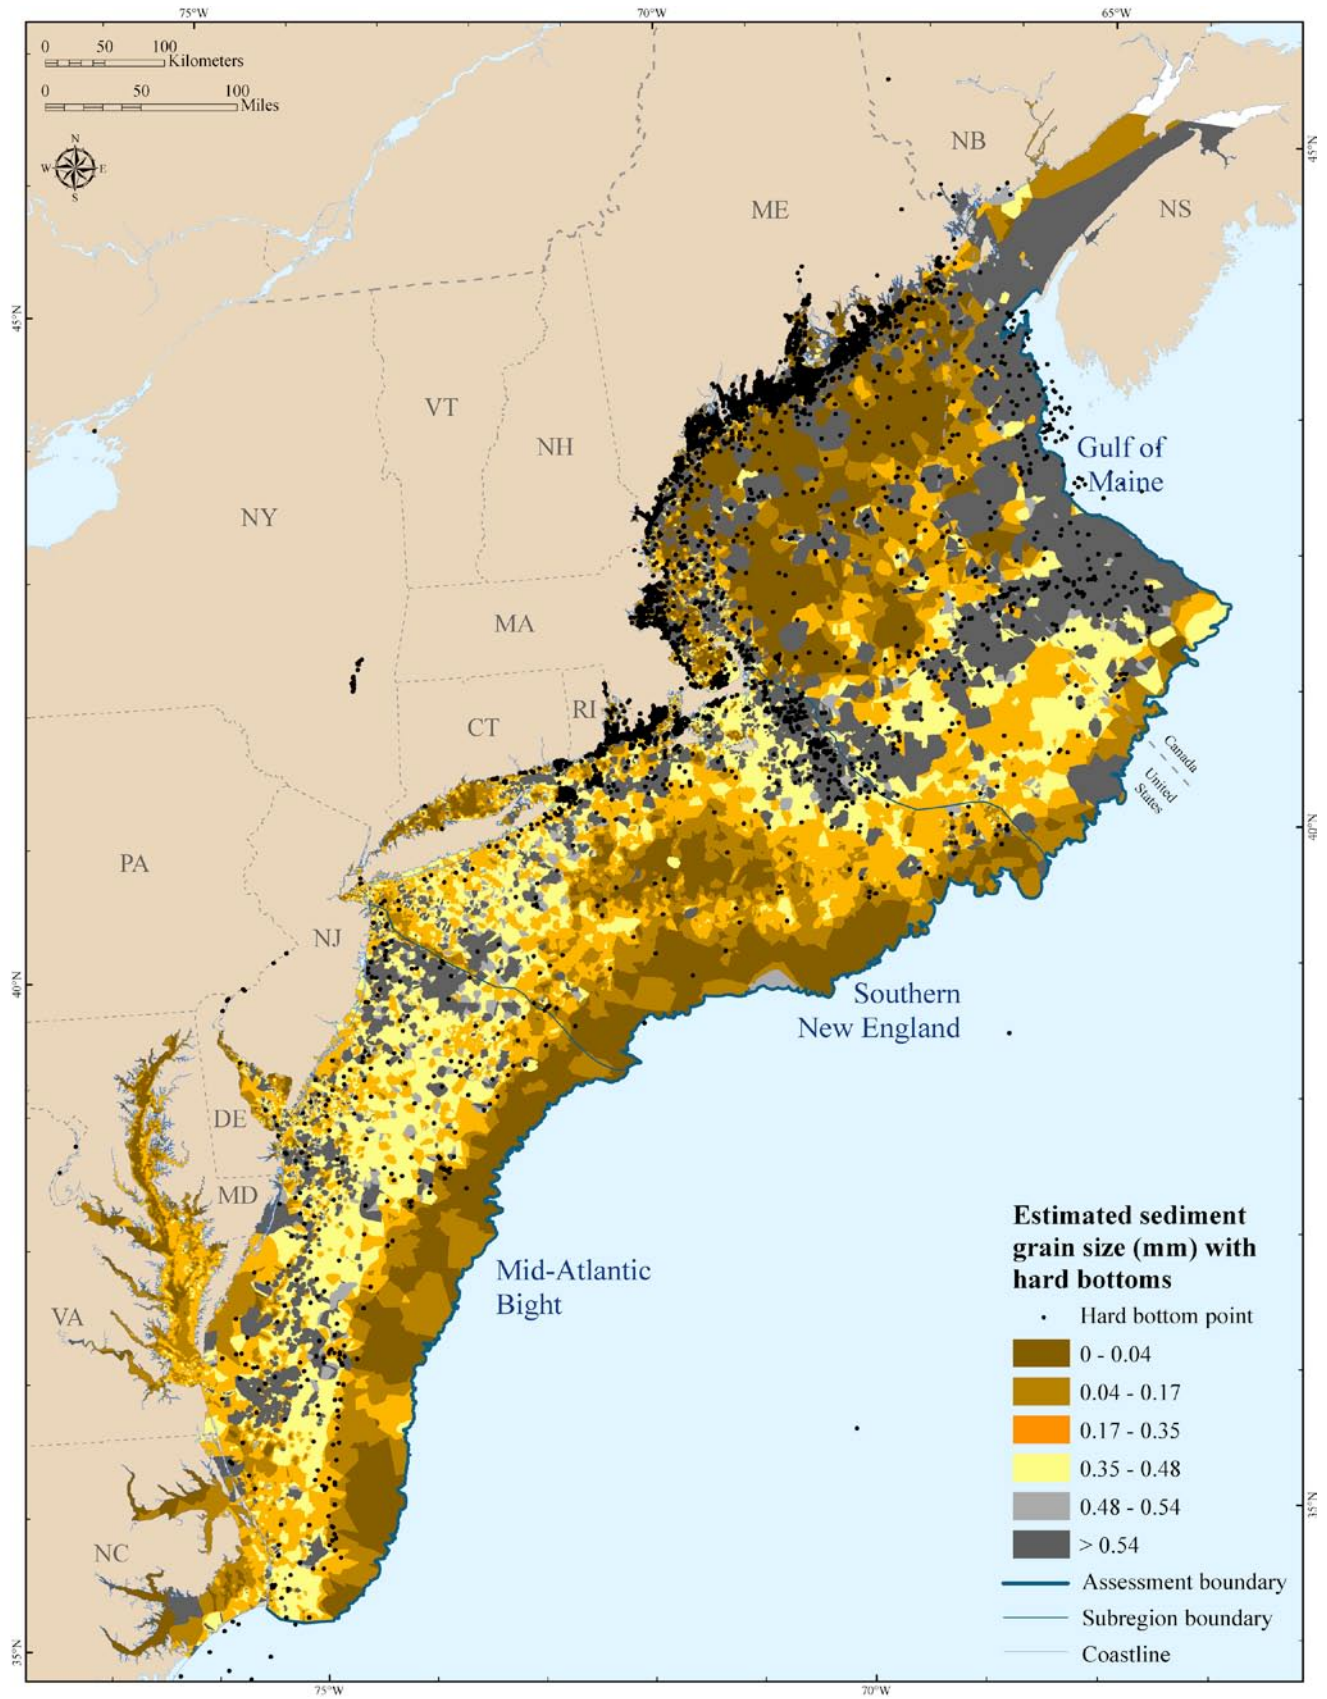 75°W
70°W
65°W
0 50 100
Kilometers
0 50 100
Miles
N
W E
S
NB
45°N
ME
NS
45°N
VT
Gulf of
Maine
NH
NY
MA
RI
CT
Canada
United
States
40°N
PA
NJ
40°N
Southern
New England
DE
MD
Estimated sediment
grain size (mm) with
hard bottoms
Mid-Atlantic
Bight
VA
Hard bottom point
0 - 0.04
0.04 - 0.17
0.17 - 0.35
0.35 - 0.48
0.48 - 0.54
35°N
NC
> 0.54
Assessment boundary
Subregion boundary
Coastline
35°N
75°W
70°W